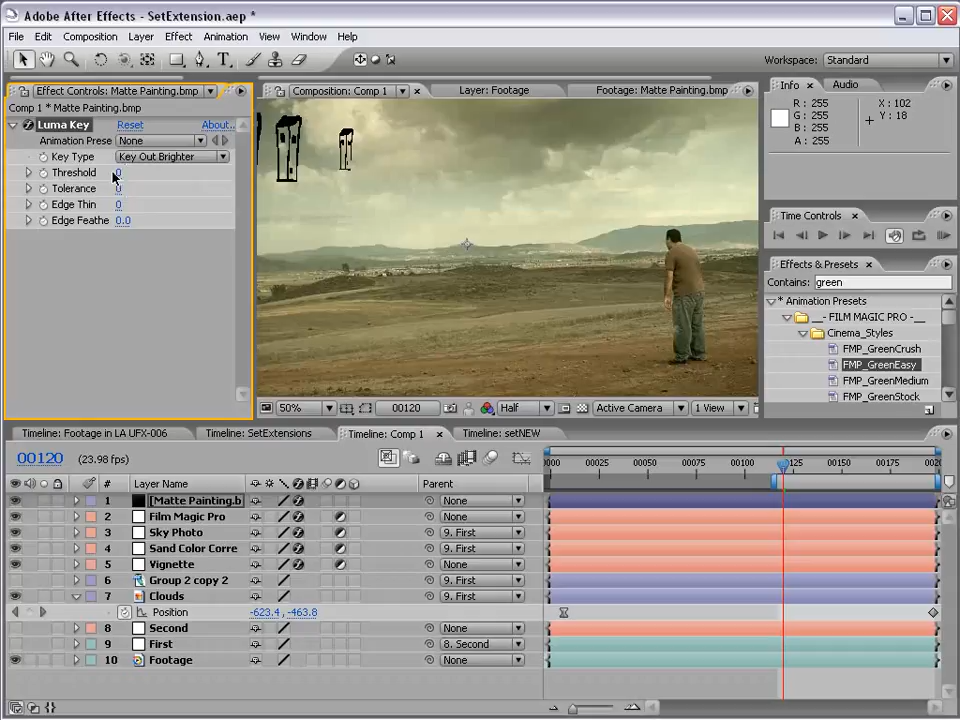 Adobe After Effects - SetExtension.aep *
File Edit Composition Layer Effect Animation View Window Help
Workspace: Standard
Effect Controls: Matte Painting.bmp
Comp 1 * Matte Painting.bmp
Luma Key Reset About...
Animation Prese None
Key Type Key Out Brighter
Threshold 0
Tolerance 0
Edge Thin 0
Edge Feathe 0.0
Composition: Comp 1 Layer: Footage Footage: Matte Painting.bmp
50% 00120 Half Active Camera 1 View
Info Audio
R: 255 X: 102
G: 255 Y: 18
B: 255
A: 255
Time Controls
Effects & Presets
Contains: green
* Animation Presets
__- FILM MAGIC PRO -__
Cinema_Styles
FMP_GreenCrush
FMP_GreenEasy
FMP_GreenMedium
FMP_GreenStock
Timeline: Footage in LA UFX-006 Timeline: SetExtensions Timeline: Comp 1 Timeline: setNEW
00120 (23.98 fps)
0000 00025 00050 00075 00100 00125 00150 00175 0020
# Layer Name Parent
1 [Matte Painting.b None
2 Film Magic Pro None
3 Sky Photo 9. First
4 Sand Color Corre 9. First
5 Vignette None
6 Group 2 copy 2 9. First
7 Clouds 9. First
Position -623.4, -463.8
8 Second None
9 First 8. Second
10 Footage None